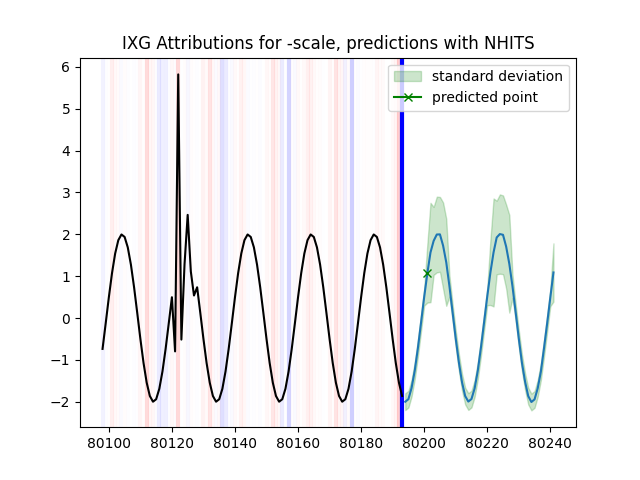 IXG Attributions for -scale, predictions with NHITS
6
5
4
3
2
1
0
−1
−2
standard deviation
predicted point
80100 80120 80140 80160 80180 80200 80220 80240